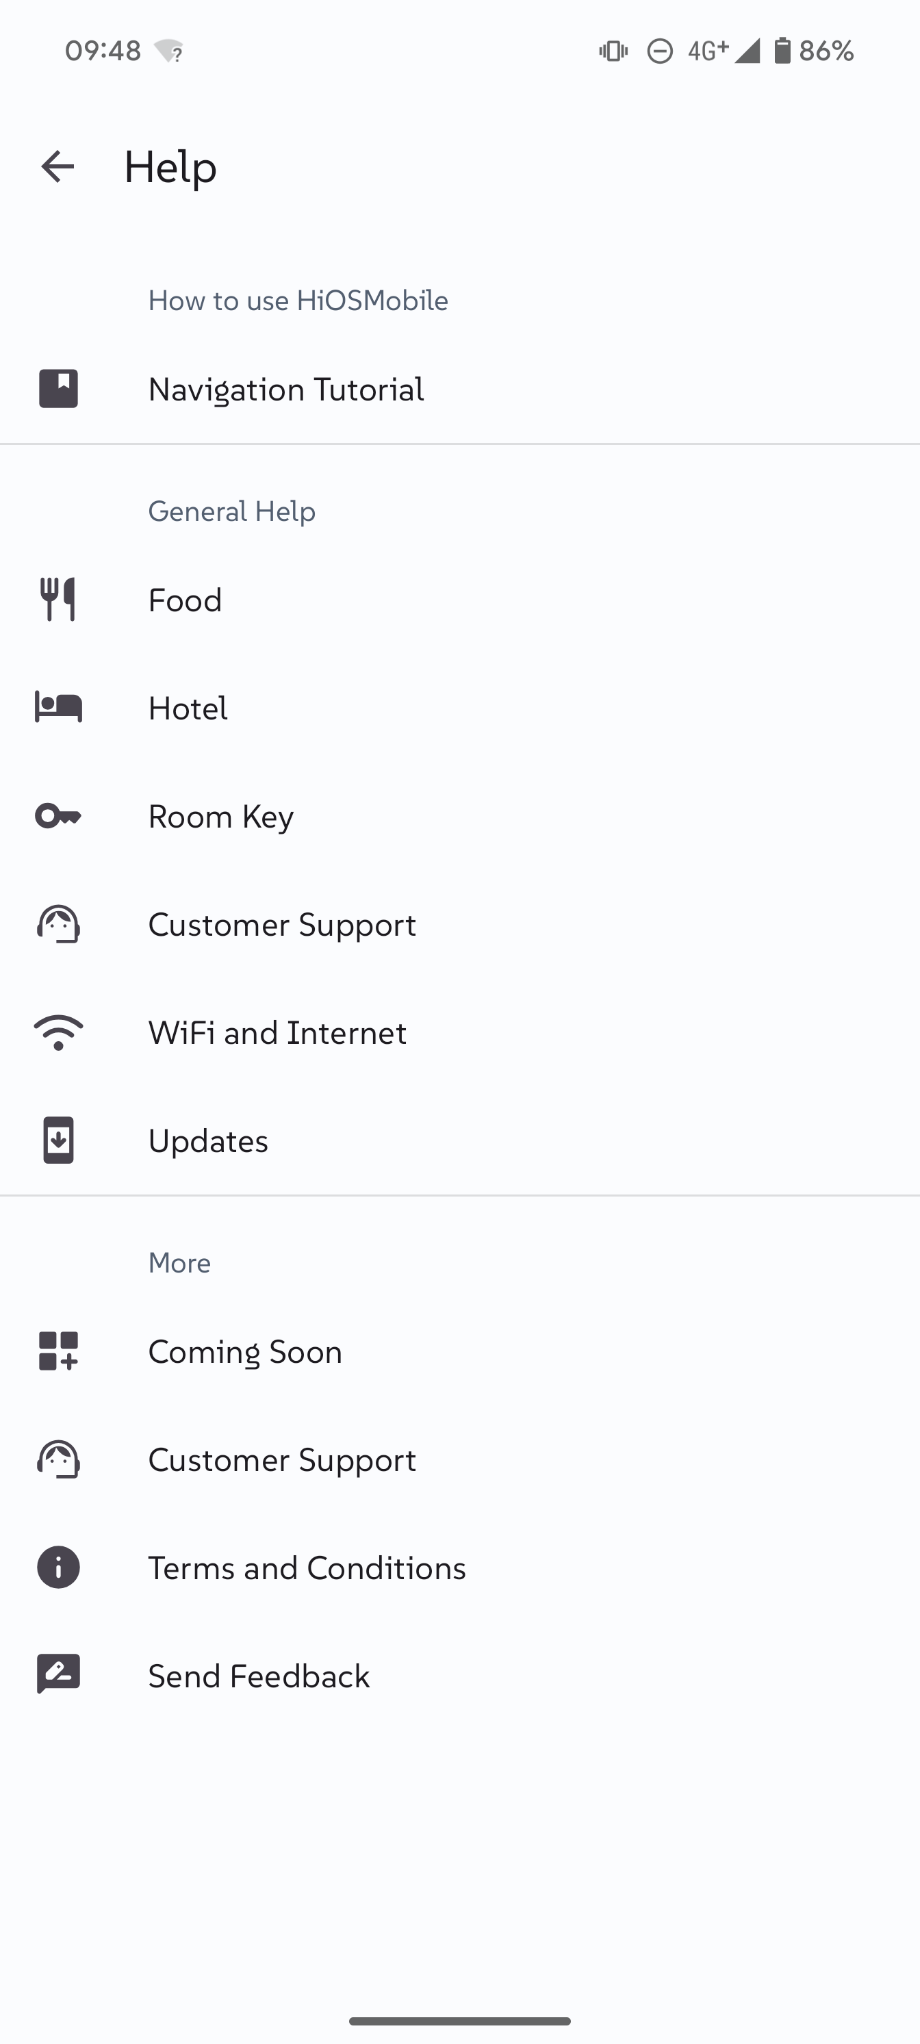 09:48 4G+ 86%
Help
How to use HiOSMobile
Navigation Tutorial
General Help
Food
Hotel
Room Key
Customer Support
WiFi and Internet
Updates
More
Coming Soon
Customer Support
Terms and Conditions
Send Feedback